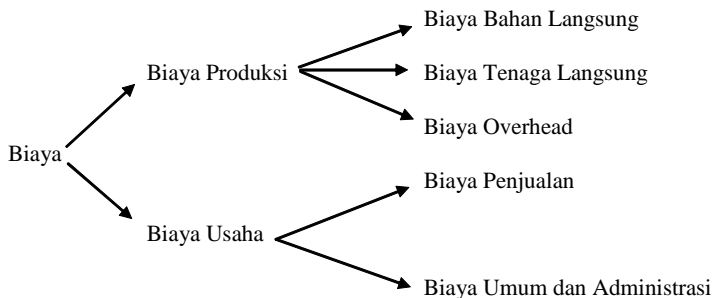 Biaya
Biaya Produksi
Biaya Bahan Langsung
Biaya Tenaga Langsung
Biaya Overhead
Biaya Usaha
Biaya Penjualan
Biaya Umum dan Administrasi